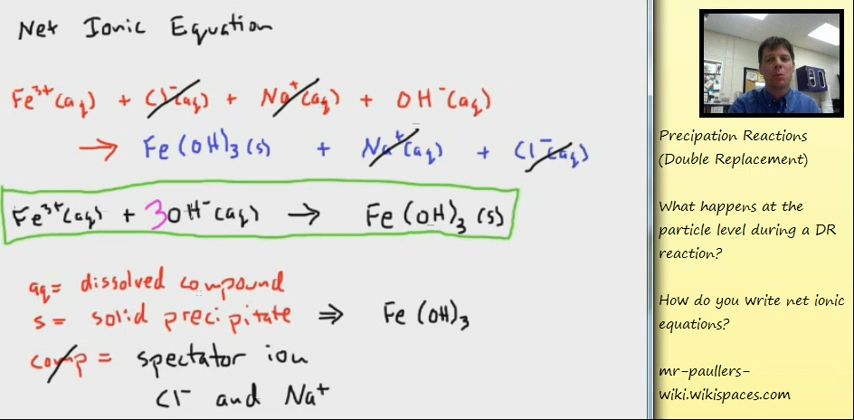 Net Ionic Equation
Fe³⁺(aq) + Cl⁻(aq) + Na⁺(aq) + OH⁻(aq)
→ Fe(OH)₃(s) + Na⁺(aq) + Cl⁻(aq)
Fe³⁺(aq) + 3OH⁻(aq) → Fe(OH)₃(s)
aq = dissolved compound
s = solid precipitate ⇒ Fe(OH)₃
comp = spectator ion
Cl⁻ and Na⁺
Precipation Reactions
(Double Replacement)
What happens at the
particle level during a DR
reaction?
How do you write net ionic
equations?
mr-paullers-
wiki.wikispaces.com